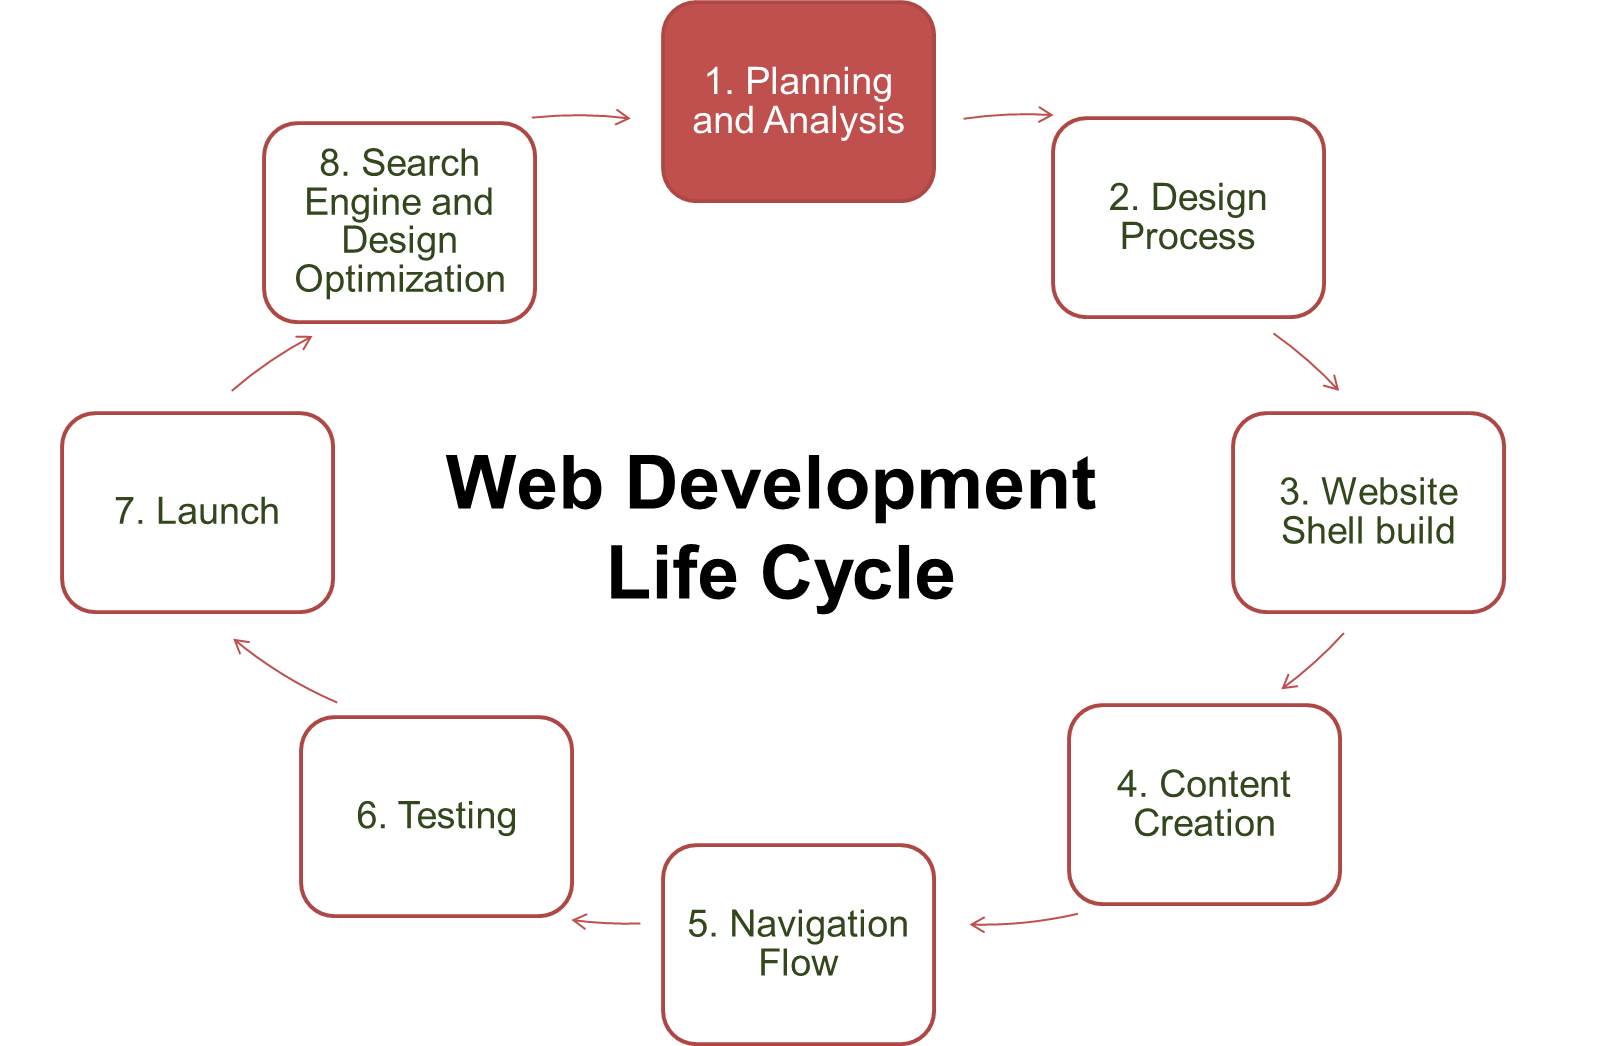 1. Planning
and Analysis
2. Design
Process
3. Website
Shell build
4. Content
Creation
5. Navigation
Flow
6. Testing
7. Launch
8. Search
Engine and
Design
Optimization
Web Development
Life Cycle